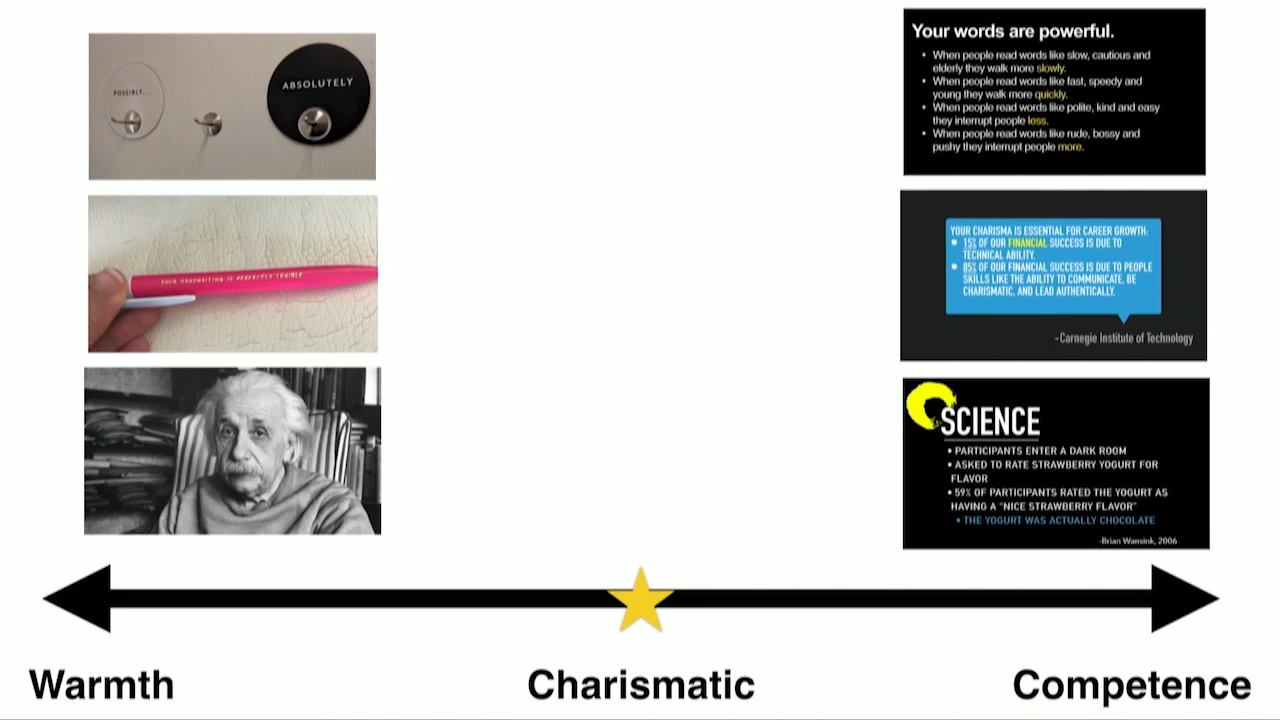 POSSIBLY...
ABSOLUTELY
YOUR HANDWRITING IS PERFECTLY LEGIBLE
Your words are powerful.
• When people read words like slow, cautious and
elderly they walk more slowly.
• When people read words like fast, speedy and
young they walk more quickly.
• When people read words like polite, kind and easy
they interrupt people less.
• When people read words like rude, bossy and
pushy they interrupt people more.
YOUR CHARISMA IS ESSENTIAL FOR CAREER GROWTH:
• 15% OF OUR FINANCIAL SUCCESS IS DUE TO
TECHNICAL ABILITY.
• 85% OF OUR FINANCIAL SUCCESS IS DUE TO PEOPLE
SKILLS LIKE THE ABILITY TO COMMUNICATE, BE
CHARISMATIC, AND LEAD AUTHENTICALLY.
-Carnegie Institute of Technology
SCIENCE
• PARTICIPANTS ENTER A DARK ROOM
• ASKED TO RATE STRAWBERRY YOGURT FOR
FLAVOR
• 59% OF PARTICIPANTS RATED THE YOGURT AS
HAVING A "NICE STRAWBERRY FLAVOR"
• THE YOGURT WAS ACTUALLY CHOCOLATE
-Brian Wansink, 2006
Warmth
Charismatic
Competence